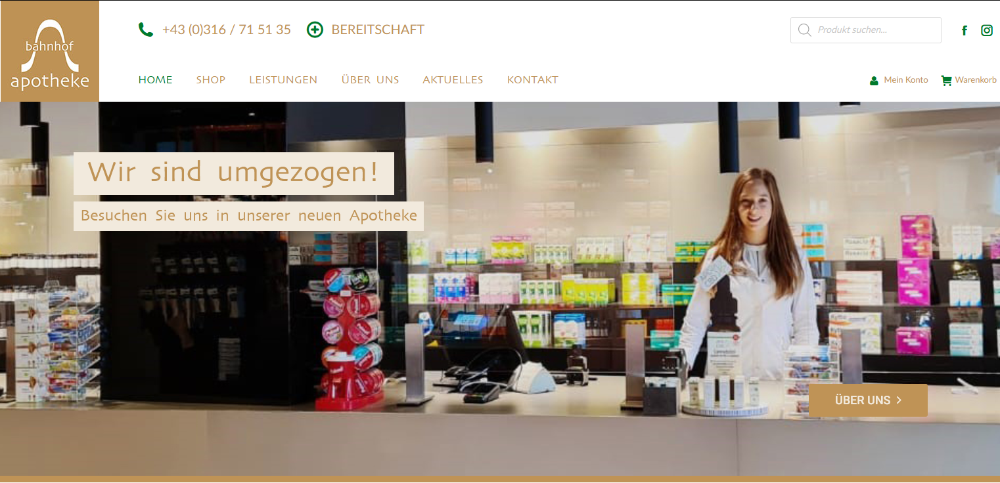 bahnhof
apotheke
+43 (0)316 / 71 51 35
BEREITSCHAFT
Produkt suchen...
HOME
SHOP
LEISTUNGEN
ÜBER UNS
AKTUELLES
KONTAKT
Mein Konto
Warenkorb
Wir sind umgezogen!
Besuchen Sie uns in unserer neuen Apotheke
ÜBER UNS